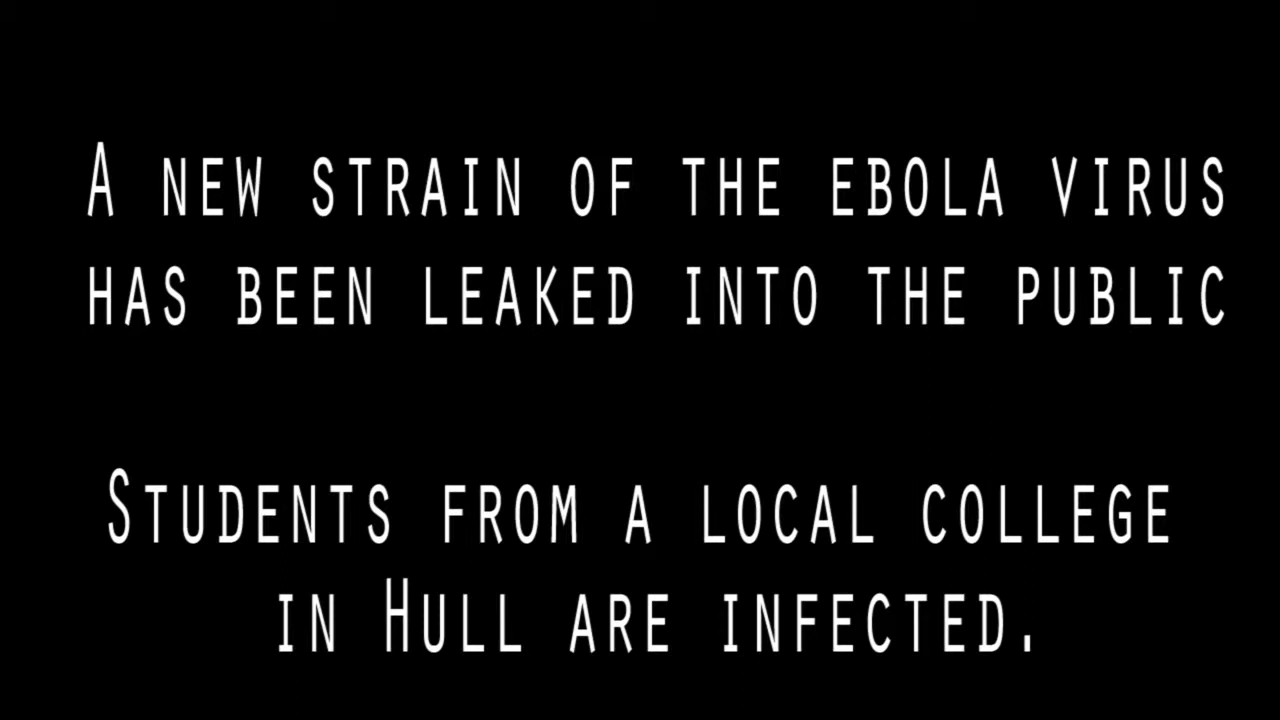 A new strain of the ebola virus
has been leaked into the public
Students from a local college
in Hull are infected.